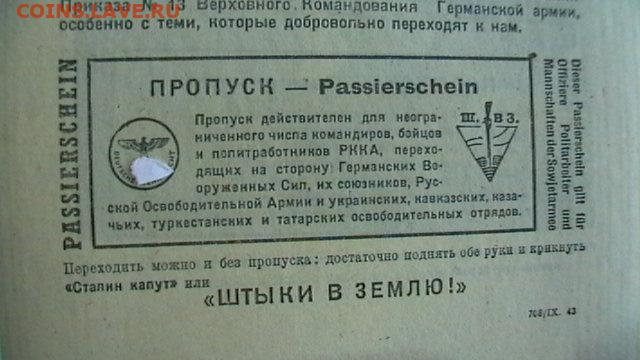 COINS.LAVE.RU
Приказа № 13 Верховного Командования Германской армии,
особенно с теми, которые добровольно переходят к нам.
PASSIERSCHEIN
ПРОПУСК — Passierschein
Пропуск действителен для неогра-
ниченного числа командиров, бойцов
и политработников РККА, перехо-
дящих на сторону Германских Во-
оруженных Сил, их союзников, Рус-
ской Освободительной Армии и украинских, кавказских, каза-
чьих, туркестанских и татарских освободительных отрядов.
Ш. В З.
Dieser Passierschein gilt für
Offiziere Politarbeiter und
Mannschaften der Sowjetarmee
Переходить можно и без пропуска: достаточно поднять обе руки и крикнуть
«Сталин капут» или
«ШТЫКИ В ЗЕМЛЮ!»
708/IX. 43